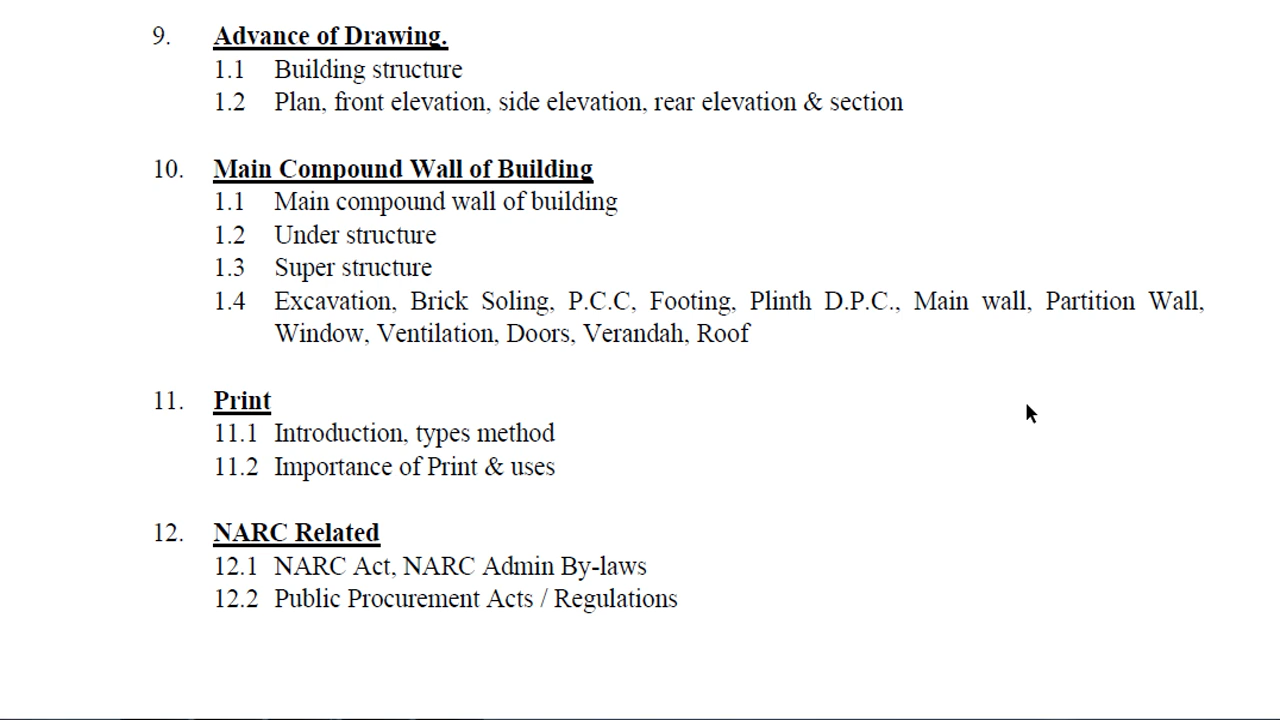 9. Advance of Drawing.
1.1 Building structure
1.2 Plan, front elevation, side elevation, rear elevation & section
10. Main Compound Wall of Building
1.1 Main compound wall of building
1.2 Under structure
1.3 Super structure
1.4 Excavation, Brick Soling, P.C.C, Footing, Plinth D.P.C., Main wall, Partition Wall,
Window, Ventilation, Doors, Verandah, Roof
11. Print
11.1 Introduction, types method
11.2 Importance of Print & uses
12. NARC Related
12.1 NARC Act, NARC Admin By-laws
12.2 Public Procurement Acts / Regulations